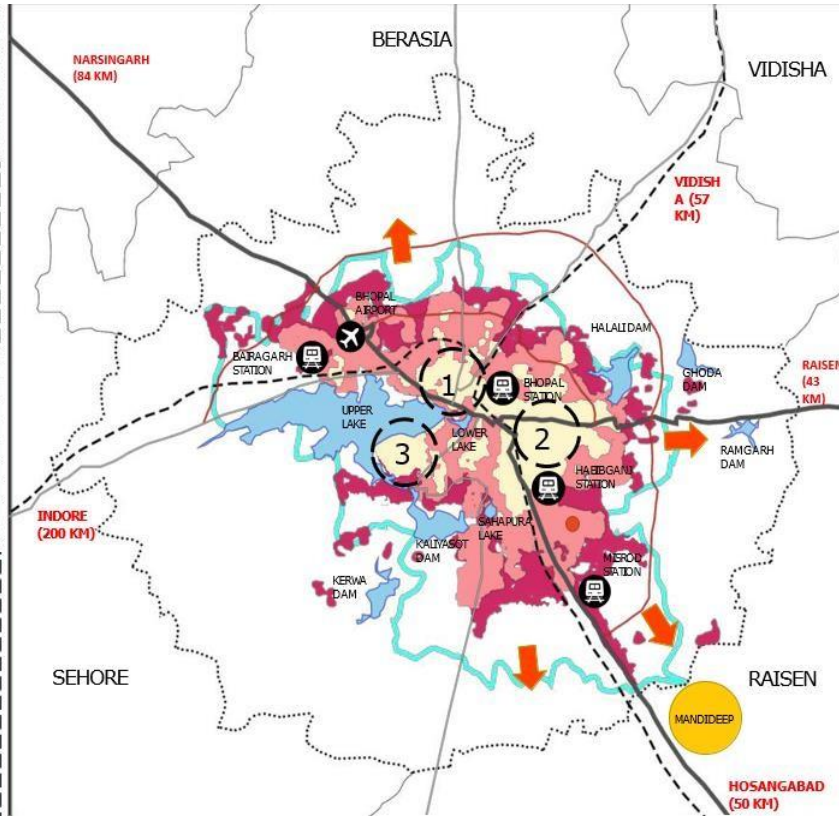 BERASIA
NARSINGARH
(84 KM)
VIDISHA
VIDISH
A (57
KM)
BHOPAL
AIRPORT
HALALI DAM
BAIRAGARH
STATION
1
BHOPAL
STATION
GHODA
DAM
RAISEN
(43
KM)
UPPER
LAKE
LOWER
LAKE
2
3
RAMGARH
DAM
HABIBGANJ
STATION
INDORE
(200 KM)
SAHAPURA
LAKE
KALIYASOT
DAM
MISROD
STATION
KERWA
DAM
SEHORE
RAISEN
MANDIDEEP
HOSANGABAD
(50 KM)